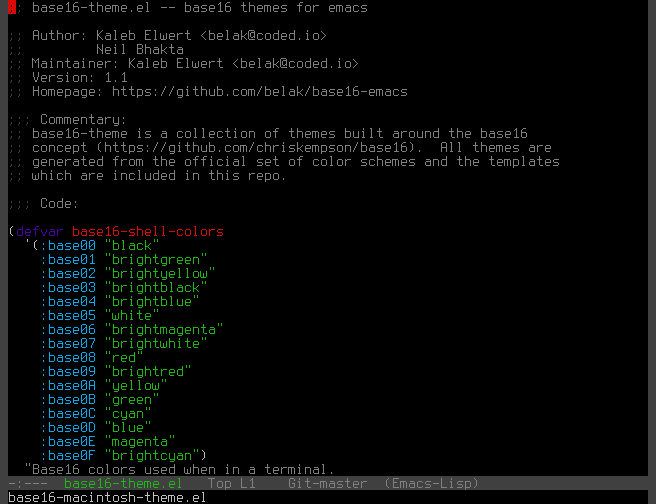 ;; base16-theme.el -- base16 themes for emacs

;; Author: Kaleb Elwert <belak@coded.io>
;;         Neil Bhakta
;; Maintainer: Kaleb Elwert <belak@coded.io>
;; Version: 1.1
;; Homepage: https://github.com/belak/base16-emacs

;;; Commentary:
;; base16-theme is a collection of themes built around the base16
;; concept (https://github.com/chriskempson/base16).  All themes are
;; generated from the official set of color schemes and the templates
;; which are included in this repo.

;;; Code:

(defvar base16-shell-colors
  '(:base00 "black"
    :base01 "brightgreen"
    :base02 "brightyellow"
    :base03 "brightblack"
    :base04 "brightblue"
    :base05 "white"
    :base06 "brightmagenta"
    :base07 "brightwhite"
    :base08 "red"
    :base09 "brightred"
    :base0A "yellow"
    :base0B "green"
    :base0C "cyan"
    :base0D "blue"
    :base0E "magenta"
    :base0F "brightcyan")
  "Base16 colors used when in a terminal.
-:---  base16-theme.el   Top L1    Git-master  (Emacs-Lisp)
base16-macintosh-theme.el